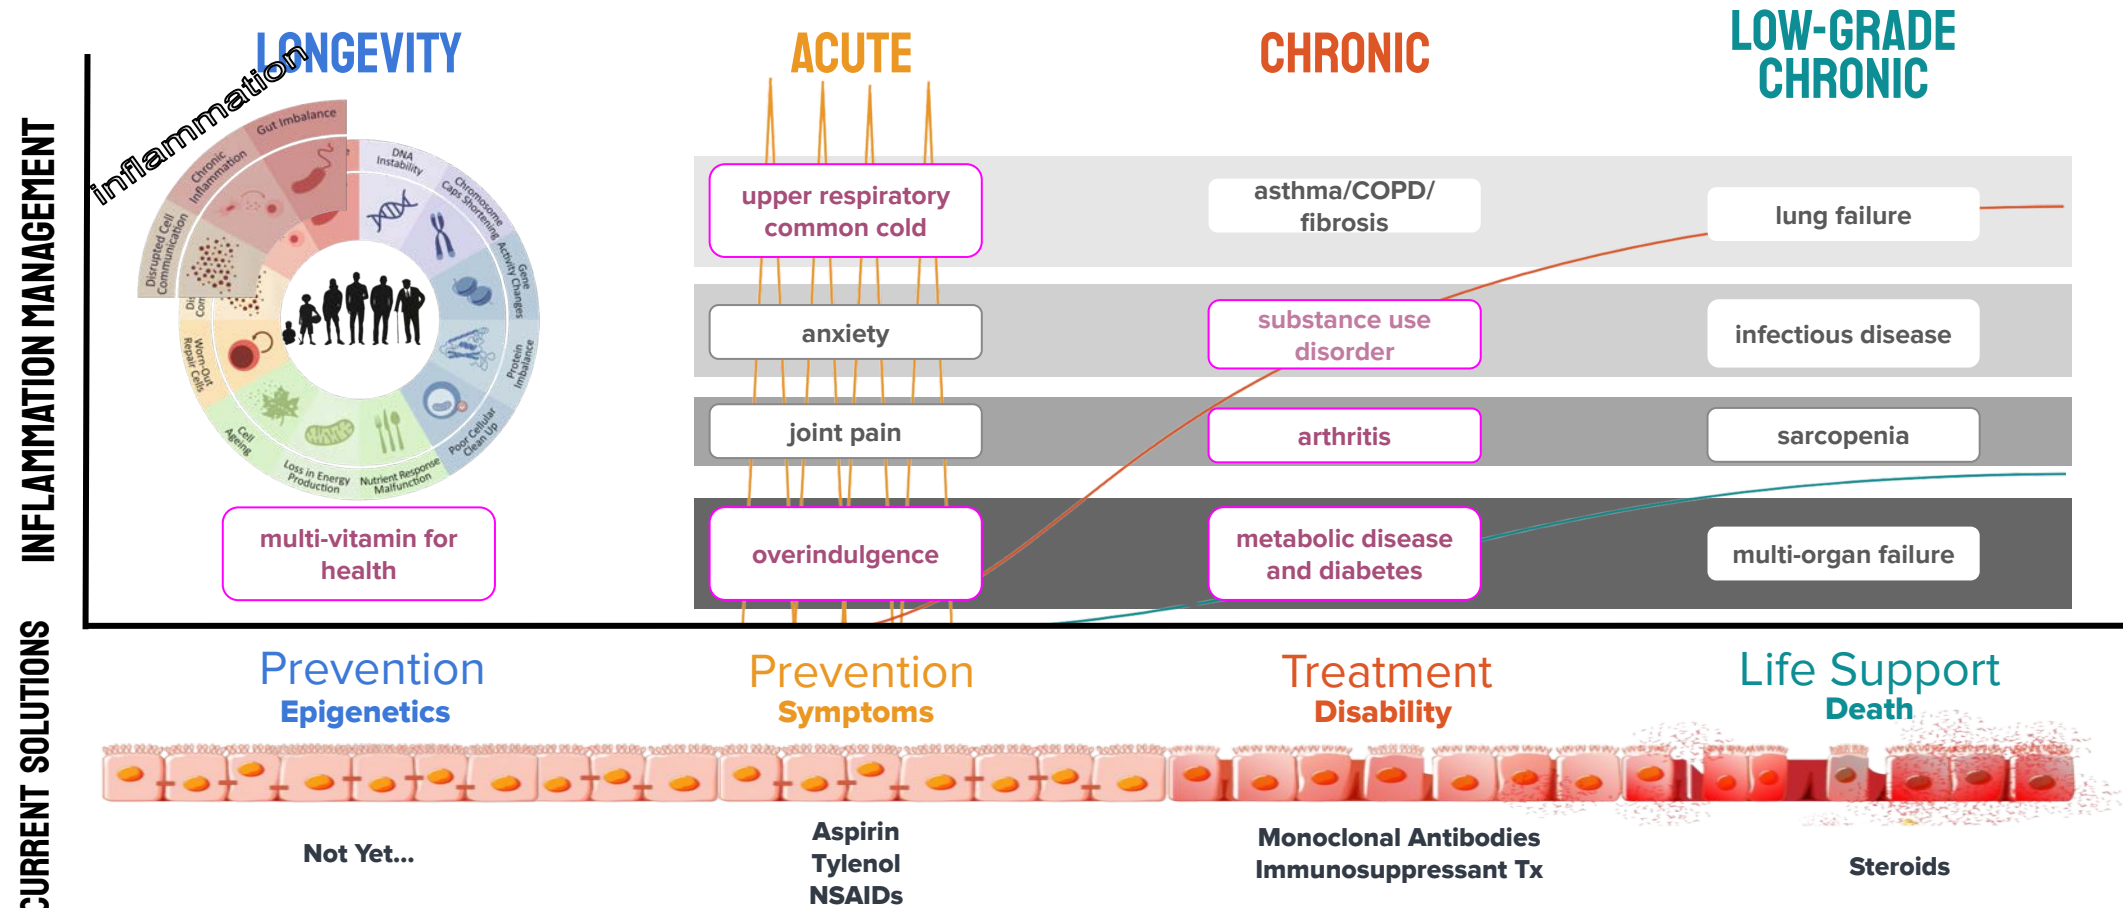 LONGEVITY
ACUTE
CHRONIC
LOW-GRADE
CHRONIC
INFLAMMATION MANAGEMENT
inflammation
Gut Imbalance
Chronic
Inflammation
Disrupted Cell
Communication
DNA
Instability
Chromosome
Caps Shortening
Gene
Activity Changes
Protein
Imbalance
Poor Cellular
Clean Up
Nutrient Response
Malfunction
Loss in Energy
Production
Cell
Ageing
Worn-Out
Repair Cells
multi-vitamin for
health
upper respiratory
common cold
asthma/COPD/
fibrosis
lung failure
anxiety
substance use
disorder
infectious disease
joint pain
arthritis
sarcopenia
overindulgence
metabolic disease
and diabetes
multi-organ failure
CURRENT SOLUTIONS
Prevention
Epigenetics
Prevention
Symptoms
Treatment
Disability
Life Support
Death
Not Yet...
Aspirin
Tylenol
NSAIDs
Monoclonal Antibodies
Immunosuppressant Tx
Steroids